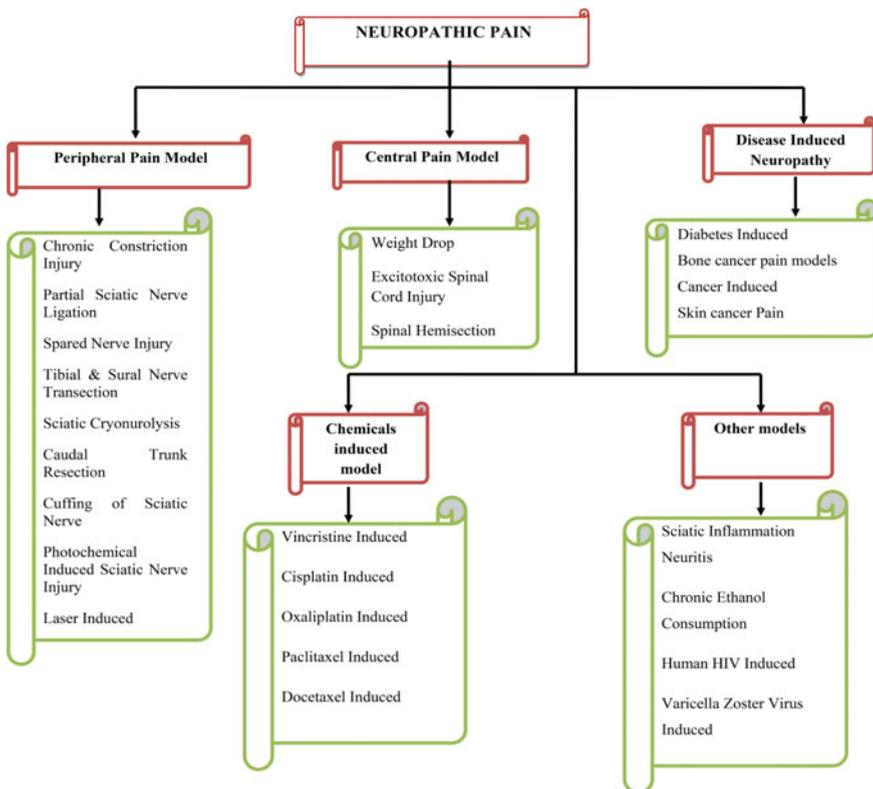 NEUROPATHIC PAIN
Peripheral Pain Model
Chronic Constriction
Injury
Partial Sciatic Nerve
Ligation
Spared Nerve Injury
Tibial & Sural Nerve
Transection
Sciatic Cryonurolysis
Caudal Trunk
Resection
Cuffing of Sciatic
Nerve
Photochemical
Induced Sciatic Nerve
Injury
Laser Induced
Central Pain Model
Weight Drop
Excitotoxic Spinal
Cord Injury
Spinal Hemisection
Disease Induced
Neuropathy
Diabetes Induced
Bone cancer pain models
Cancer Induced
Skin cancer Pain
Chemicals
induced
model
Vincristine Induced
Cisplatin Induced
Oxaliplatin Induced
Paclitaxel Induced
Docetaxel Induced
Other models
Sciatic Inflammation
Neuritis
Chronic Ethanol
Consumption
Human HIV Induced
Varicella Zoster Virus
Induced